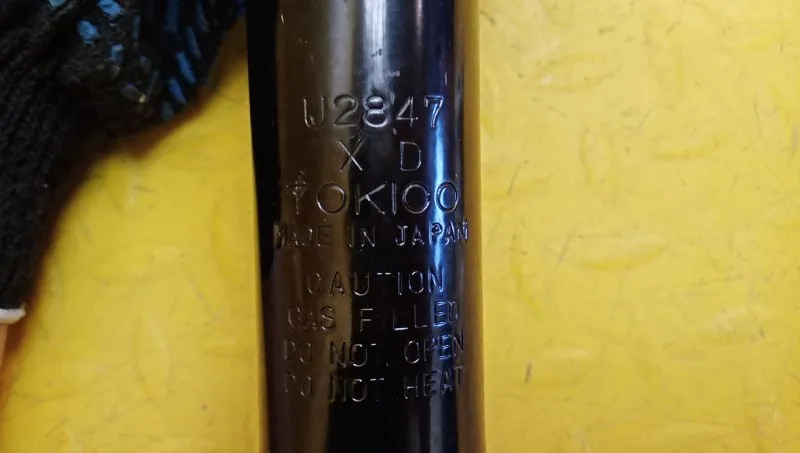 U2847
X D
TOKICO
MADE IN JAPAN
CAUTION
GAS FILLED
DO NOT OPEN
DO NOT HEAT